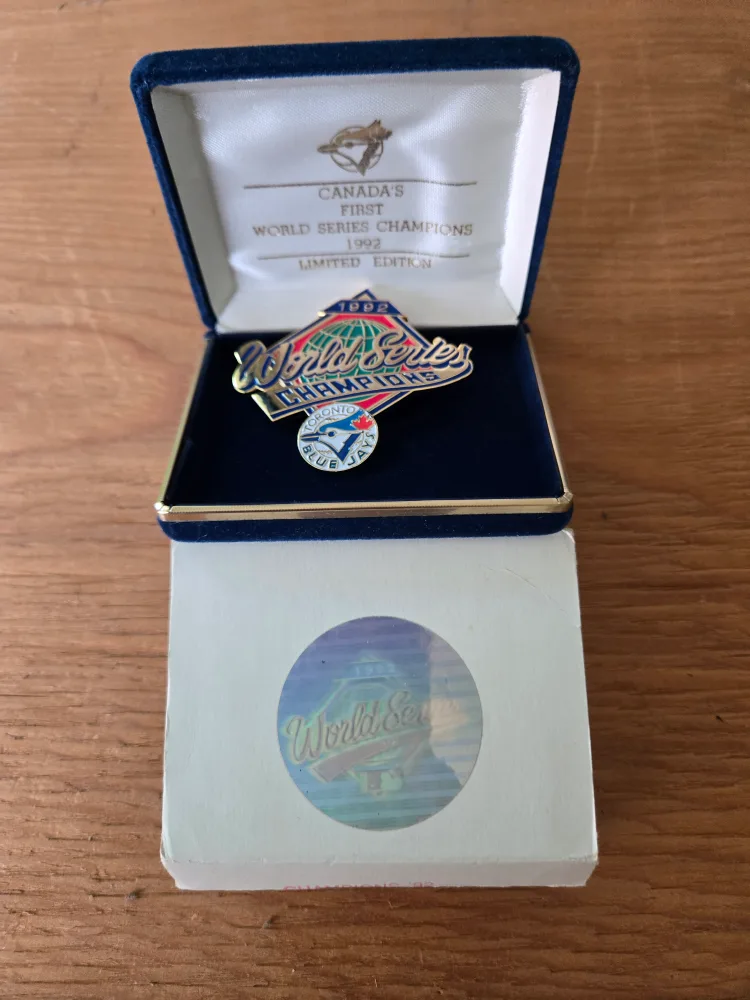 CANADA'S
FIRST
WORLD SERIES CHAMPIONS
1992
LIMITED EDITION
1992
World Series
CHAMPIONS
TORONTO
BLUE JAYS
World Series